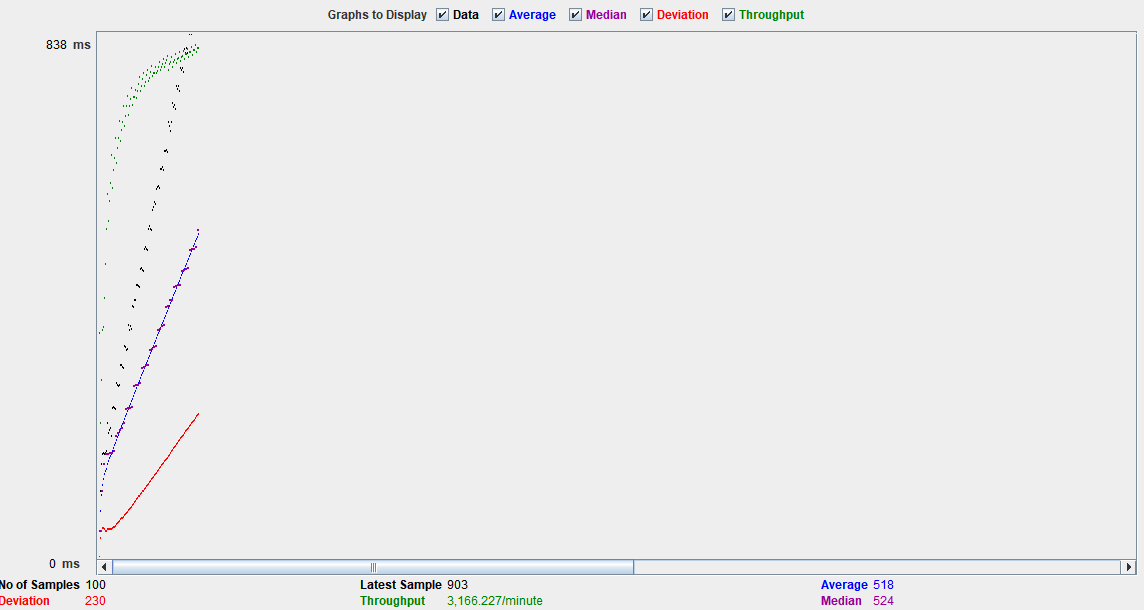 Graphs to Display Data Average Median Deviation Throughput
838 ms
0 ms
No of Samples 100 Latest Sample 903 Average 518
Deviation 230 Throughput 3,166.227/minute Median 524